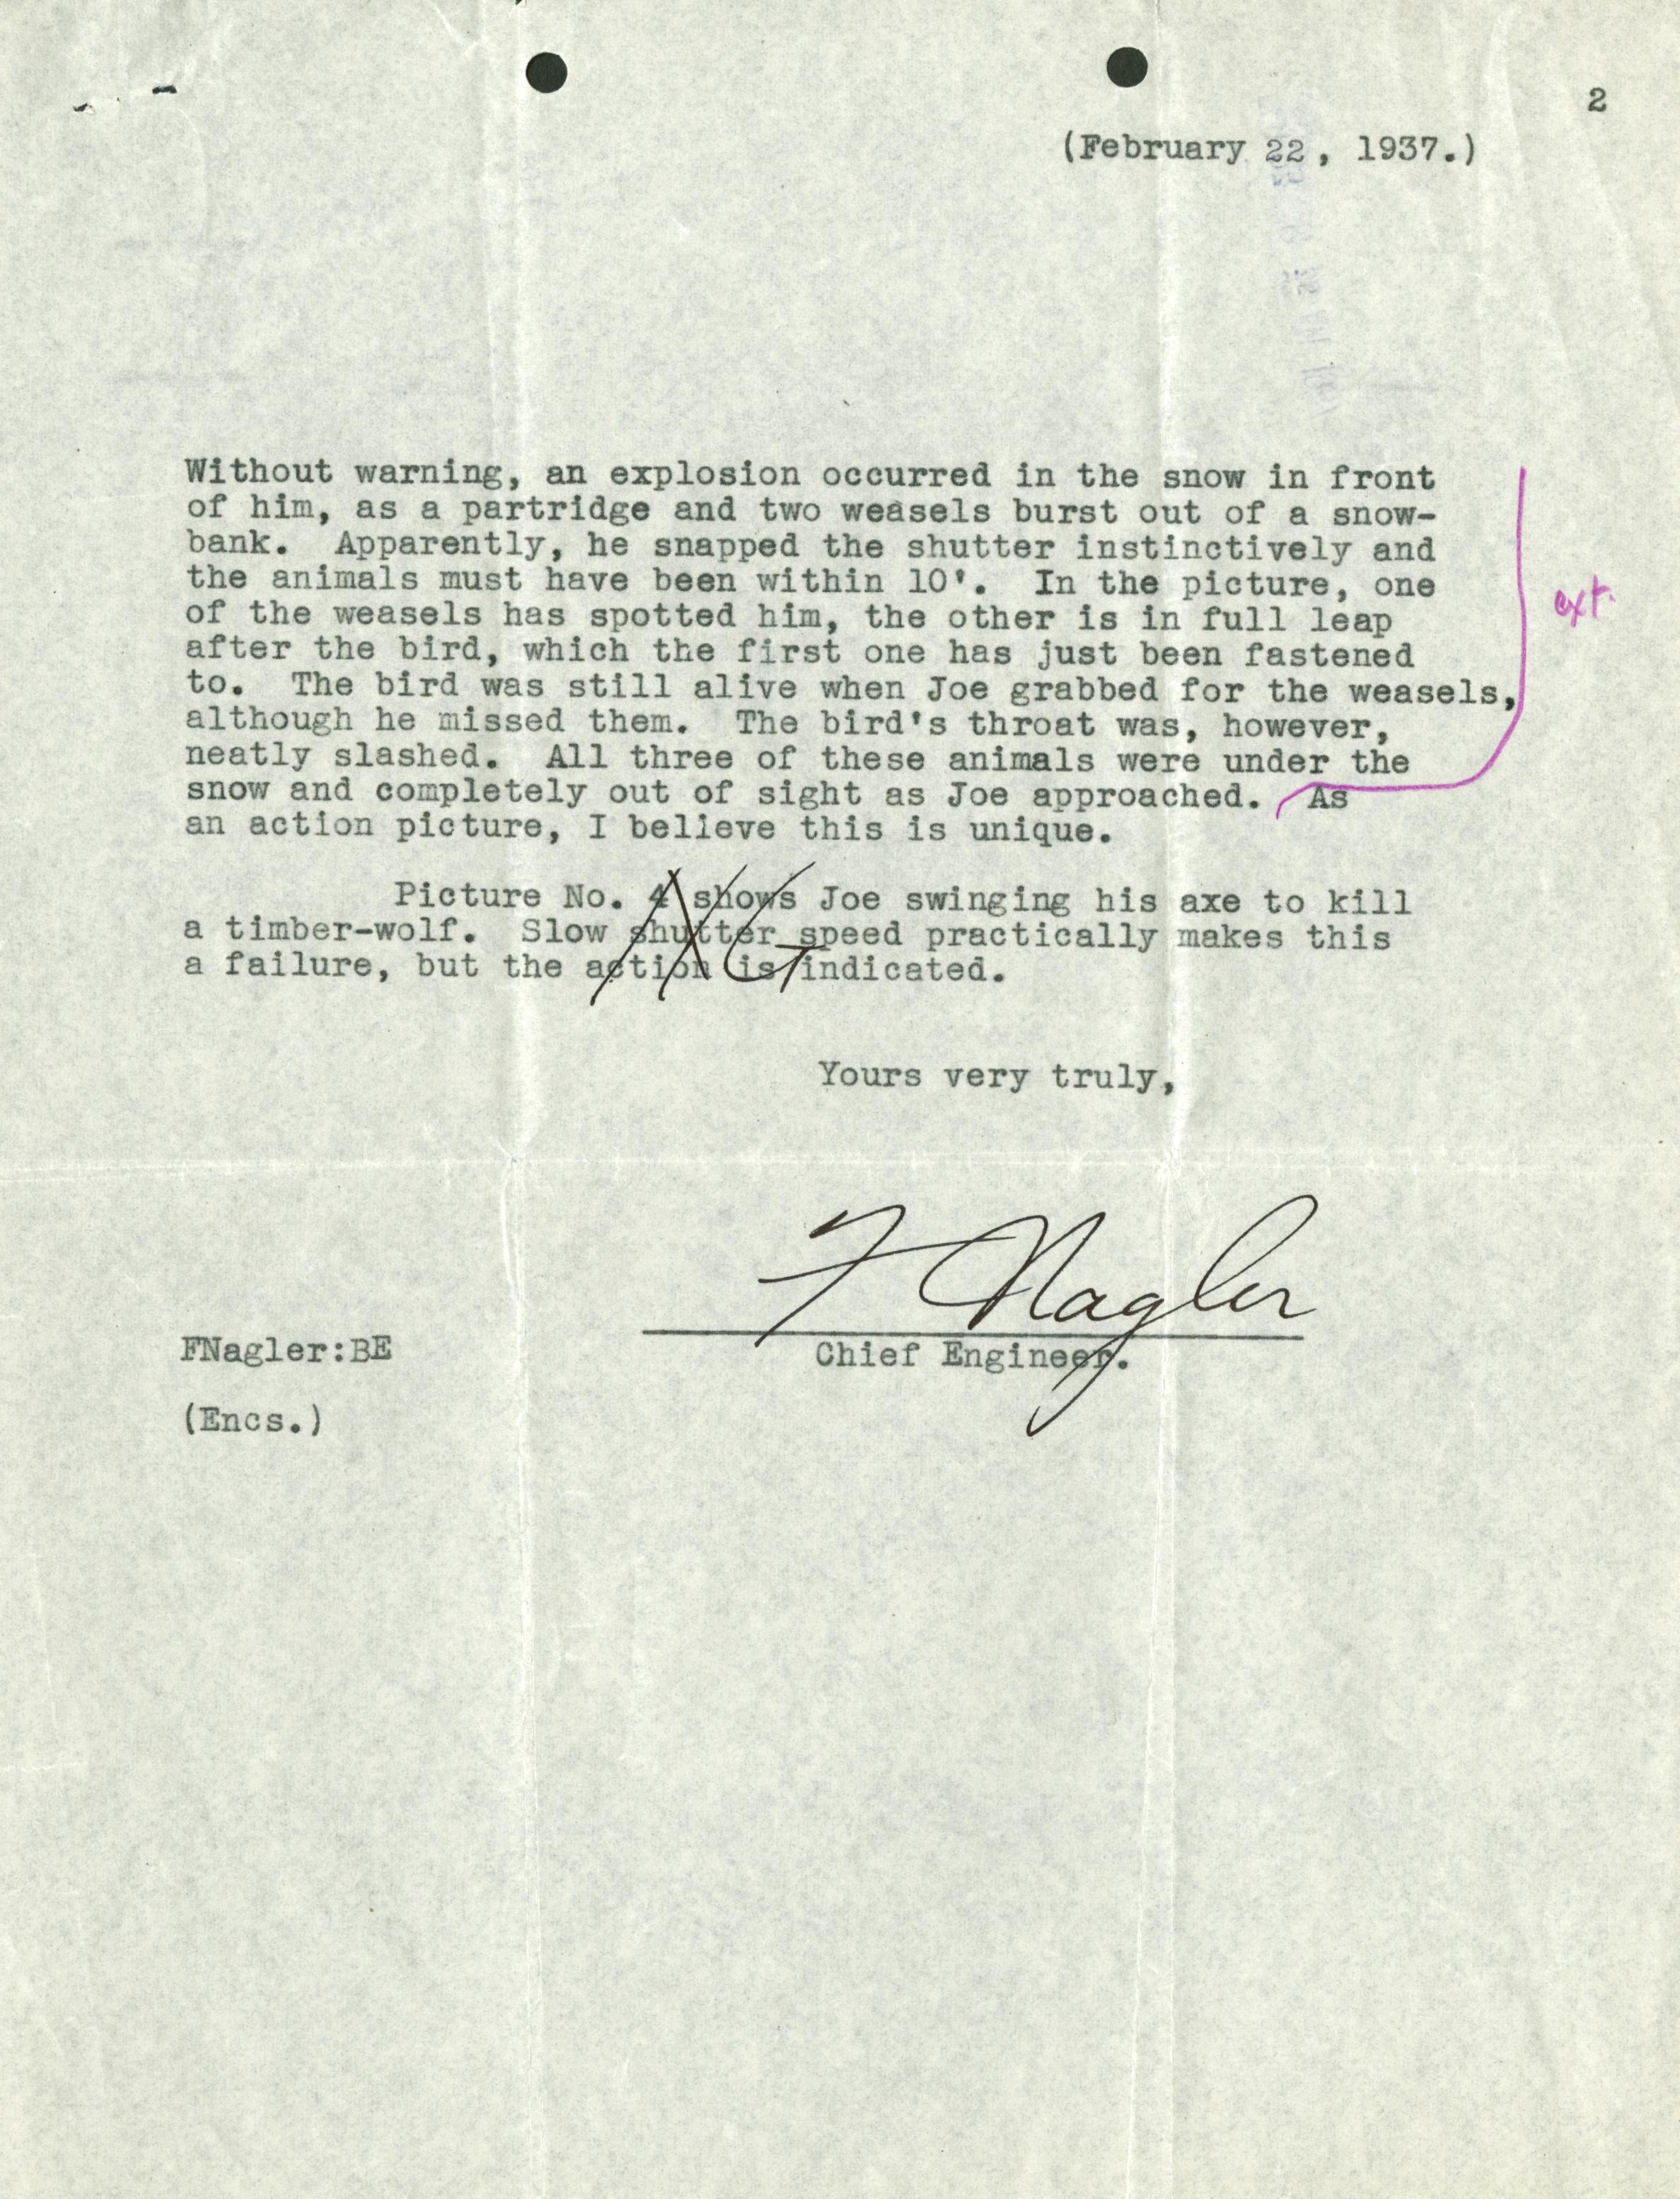 2
(February 22, 1937.)
Without warning, an explosion occurred in the snow in front
of him, as a partridge and two weasels burst out of a snow-
bank. Apparently, he snapped the shutter instinctively and
the animals must have been within 10'. In the picture, one
of the weasels has spotted him, the other is in full leap
after the bird, which the first one has just been fastened
to. The bird was still alive when Joe grabbed for the weasels,
although he missed them. The bird's throat was, however,
neatly slashed. All three of these animals were under the
snow and completely out of sight as Joe approached. As
an action picture, I believe this is unique.
ext.
Picture No. 4 shows Joe swinging his axe to kill
a timber-wolf. Slow shutter speed practically makes this
a failure, but the action is indicated.
Yours very truly,
F Nagler
Chief Engineer.
FNagler:BE
(Encs.)